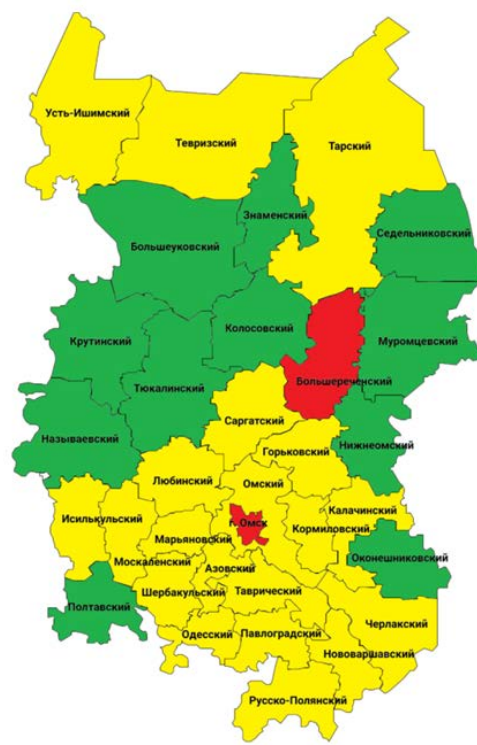 Усть-Ишимский
Тевризский
Тарский
Знаменский
Седельниковский
Большеуковский
Колосовский
Крутинский
Муромцевский
Тюкалинский
Большереченский
Саргатский
Называевский
Горьковский
Нижнеомский
Любинский
Омский
Исилькульский
Калачинский
г. Омск
Кормиловский
Марьяновский
Москаленский
Азовский
Оконешниковский
Шербакульский
Таврический
Полтавский
Одесский
Павлоградский
Черлакский
Нововаршавский
Русско-Полянский